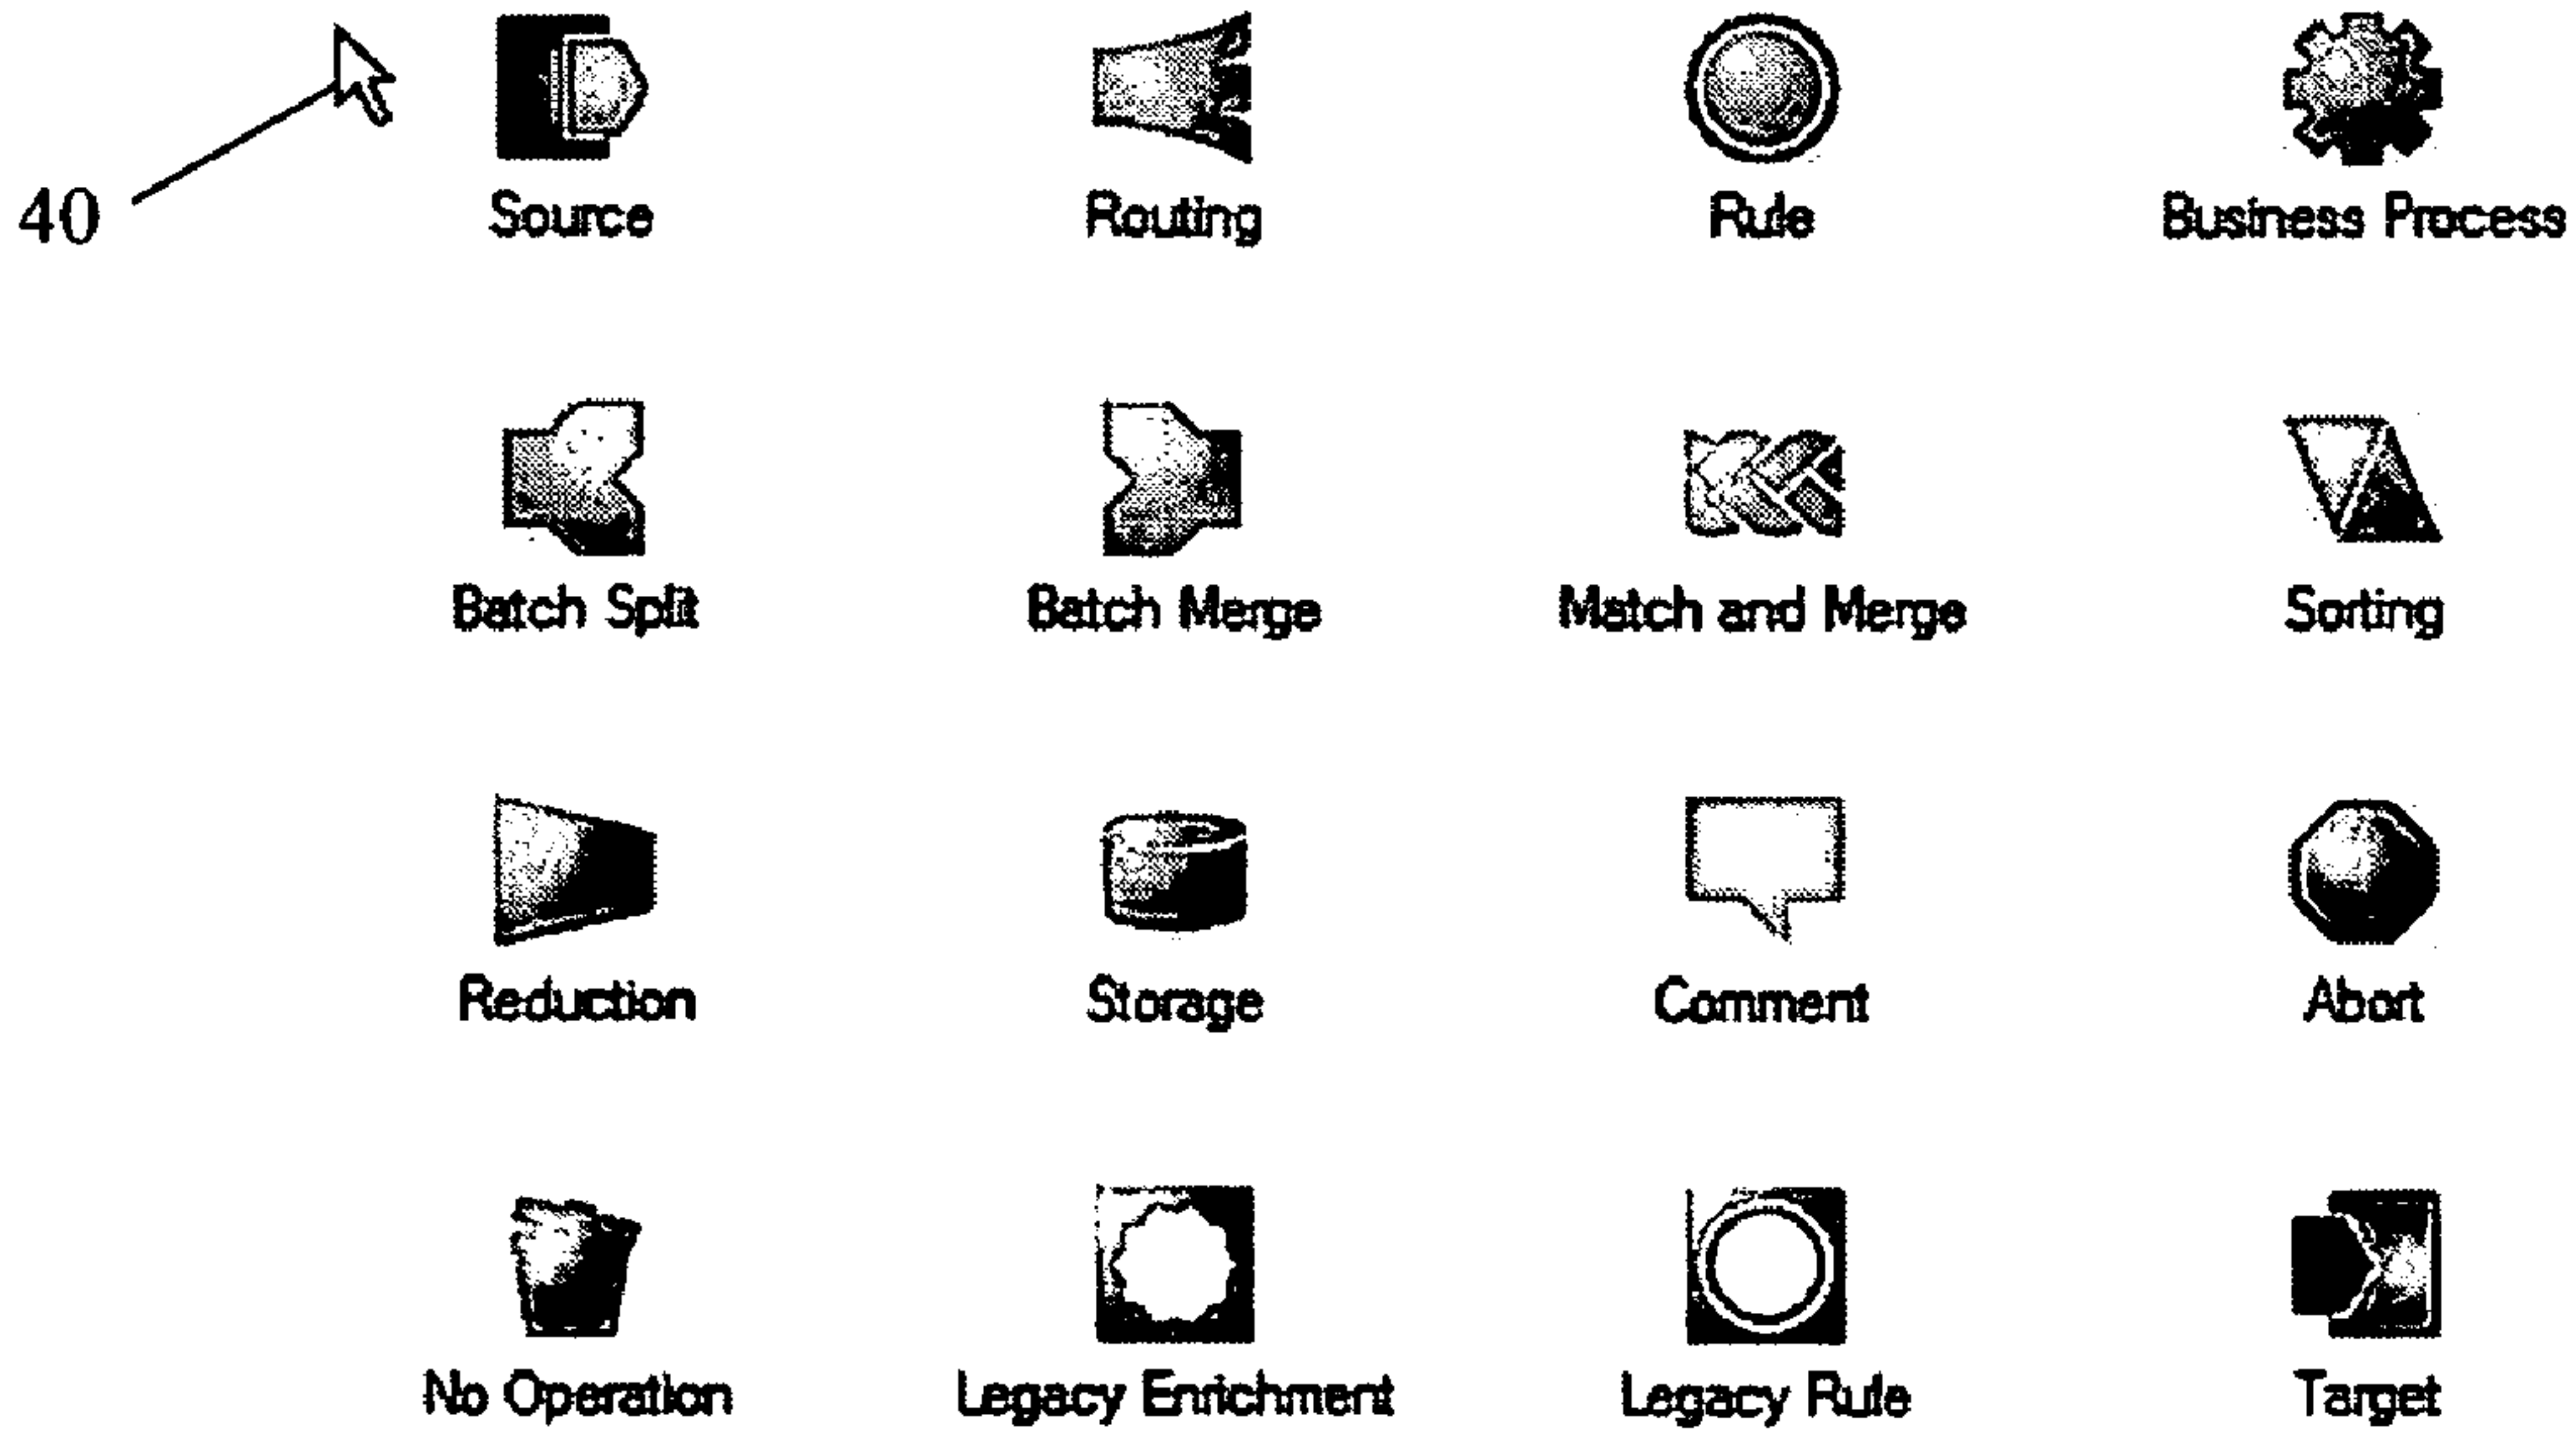 40 Source Routing Rule Business Process
Batch Split Batch Merge Match and Merge Sorting
Reduction Storage Comment Abort
No Operation Legacy Enrichment Legacy Rule Target